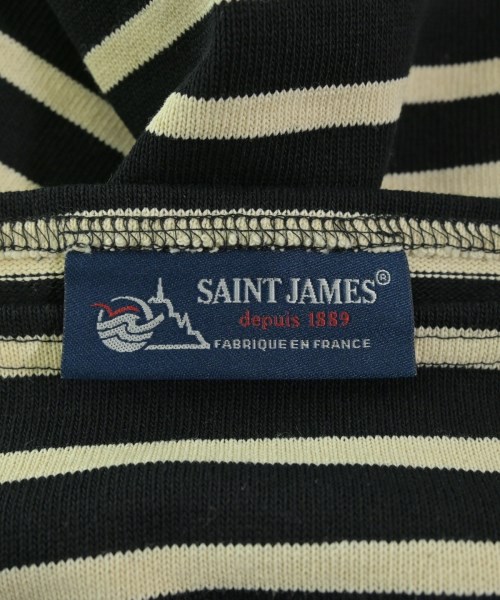 SAINT JAMES®
depuis 1889
FABRIQUE EN FRANCE